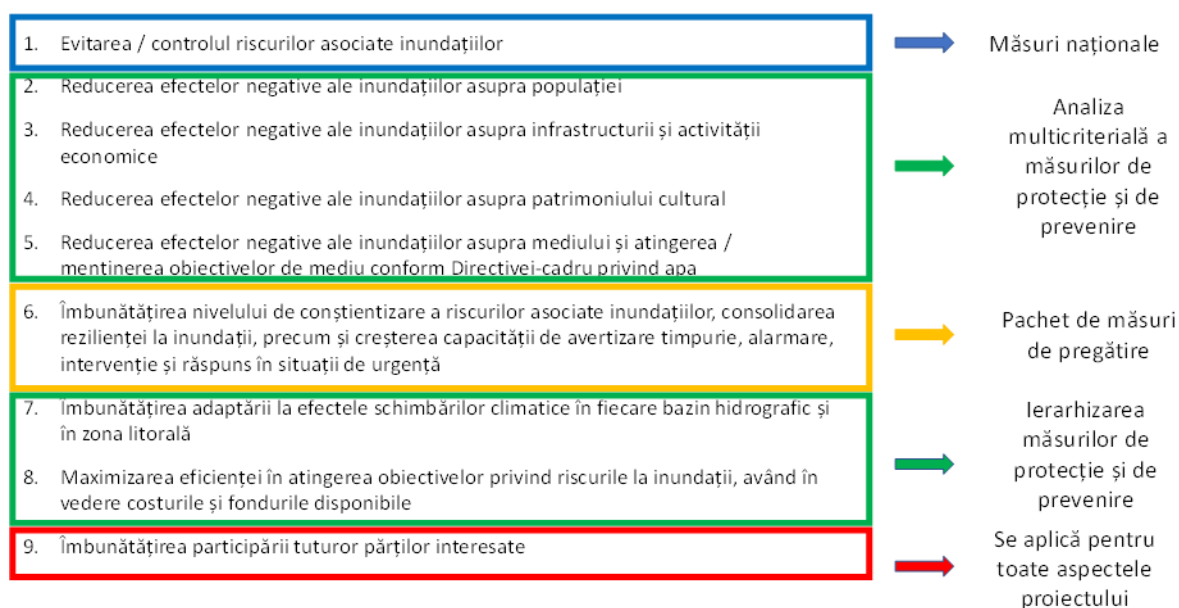 1. Evitarea / controlul riscurilor asociate inundațiilor
Măsuri naționale
2. Reducerea efectelor negative ale inundațiilor asupra populației
3. Reducerea efectelor negative ale inundațiilor asupra infrastructurii și activității
economice
4. Reducerea efectelor negative ale inundațiilor asupra patrimoniului cultural
5. Reducerea efectelor negative ale inundațiilor asupra mediului și atingerea /
mentinerea obiectivelor de mediu conform Directivei-cadru privind apa
Analiza
multicriterială a
măsurilor de
protecție și de
prevenire
6. Îmbunătățirea nivelului de conștientizare a riscurilor asociate inundațiilor, consolidarea
rezilienței la inundații, precum și creșterea capacității de avertizare timpurie, alarmare,
intervenție și răspuns în situații de urgență
Pachet de măsuri
de pregătire
7. Îmbunătățirea adaptării la efectele schimbărilor climatice în fiecare bazin hidrografic și
în zona litorală
8. Maximizarea eficienței în atingerea obiectivelor privind riscurile la inundații, având în
vedere costurile și fondurile disponibile
Ierarhizarea
măsurilor de
protecție și de
prevenire
9. Îmbunătățirea participării tuturor părților interesate
Se aplică pentru
toate aspectele
proiectului